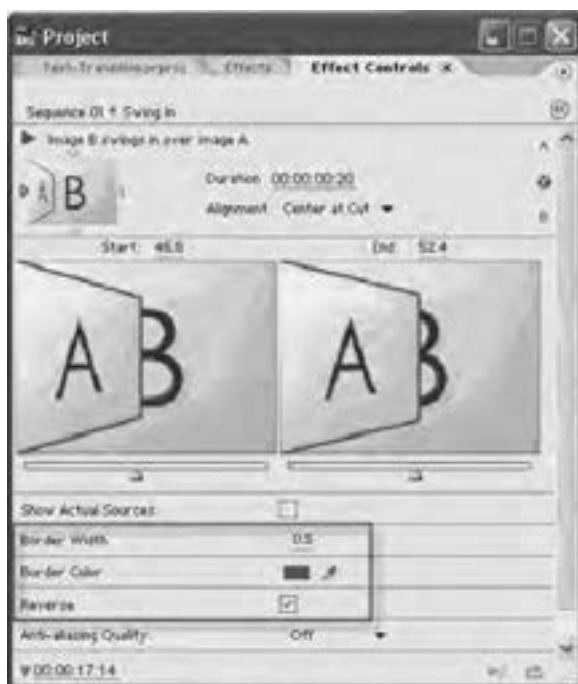 Project
Effects Effect Controls ×
Sequence 01 * Swing In
Image B swings in over image A.
A B
Duration 00:00:00:20
Alignment Center at Cut
A
B
Start: 46.8 End: 52.4
A B A B
Show Actual Sources
Border Width 0.5
Border Color
Reverse
Anti-aliasing Quality: Off
00:00:17:14